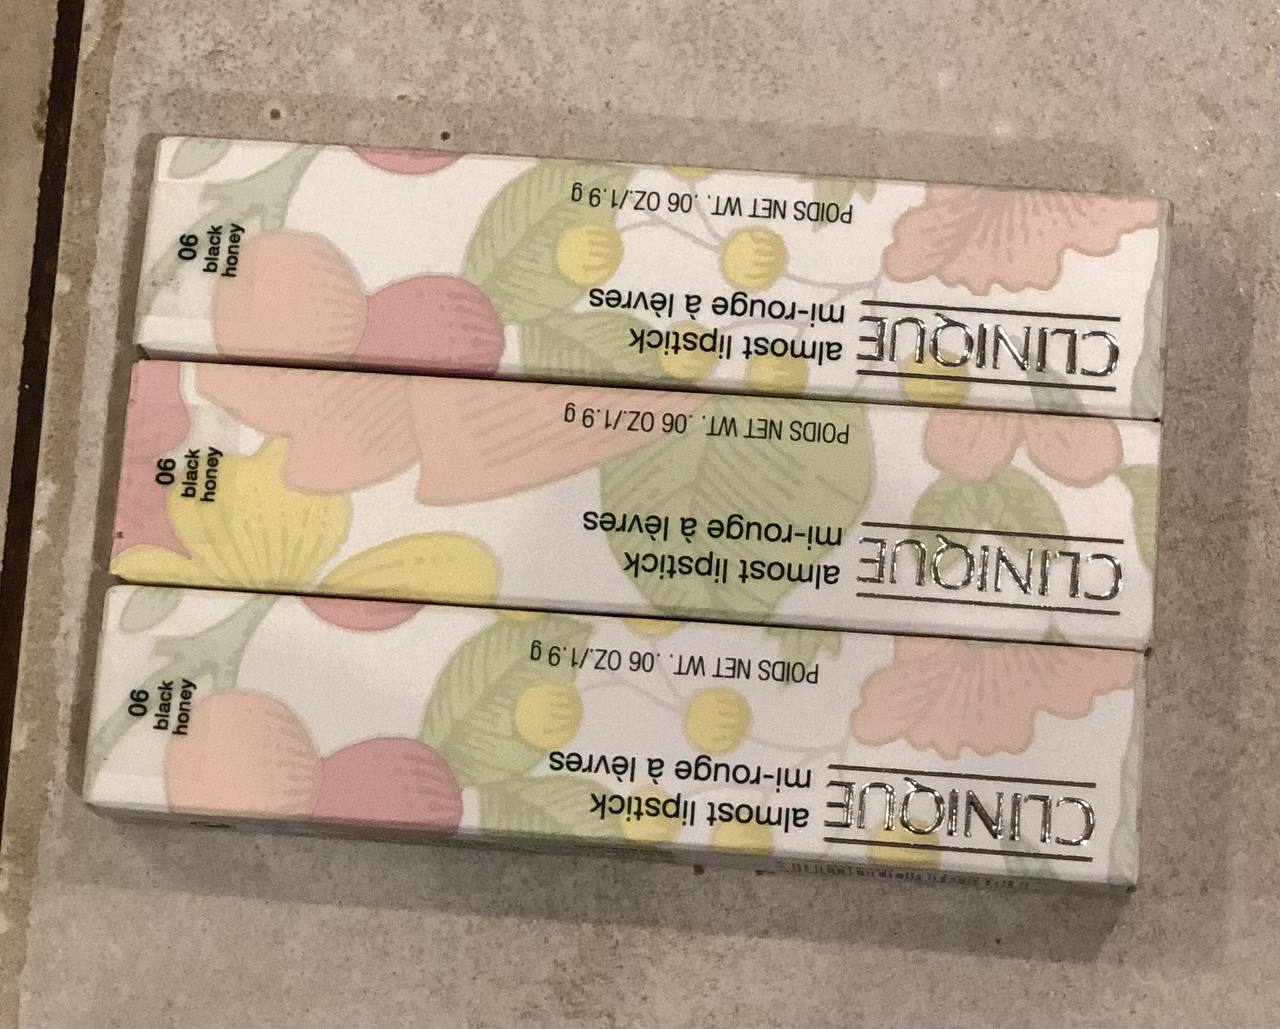 CLINIQUE
almost lipstick
mi-rouge à lèvres
POIDS NET WT. .06 OZ./1.9 g
06
black
honey
CLINIQUE
almost lipstick
mi-rouge à lèvres
POIDS NET WT. .06 OZ./1.9 g
06
black
honey
CLINIQUE
almost lipstick
mi-rouge à lèvres
POIDS NET WT. .06 OZ./1.9 g
06
black
honey